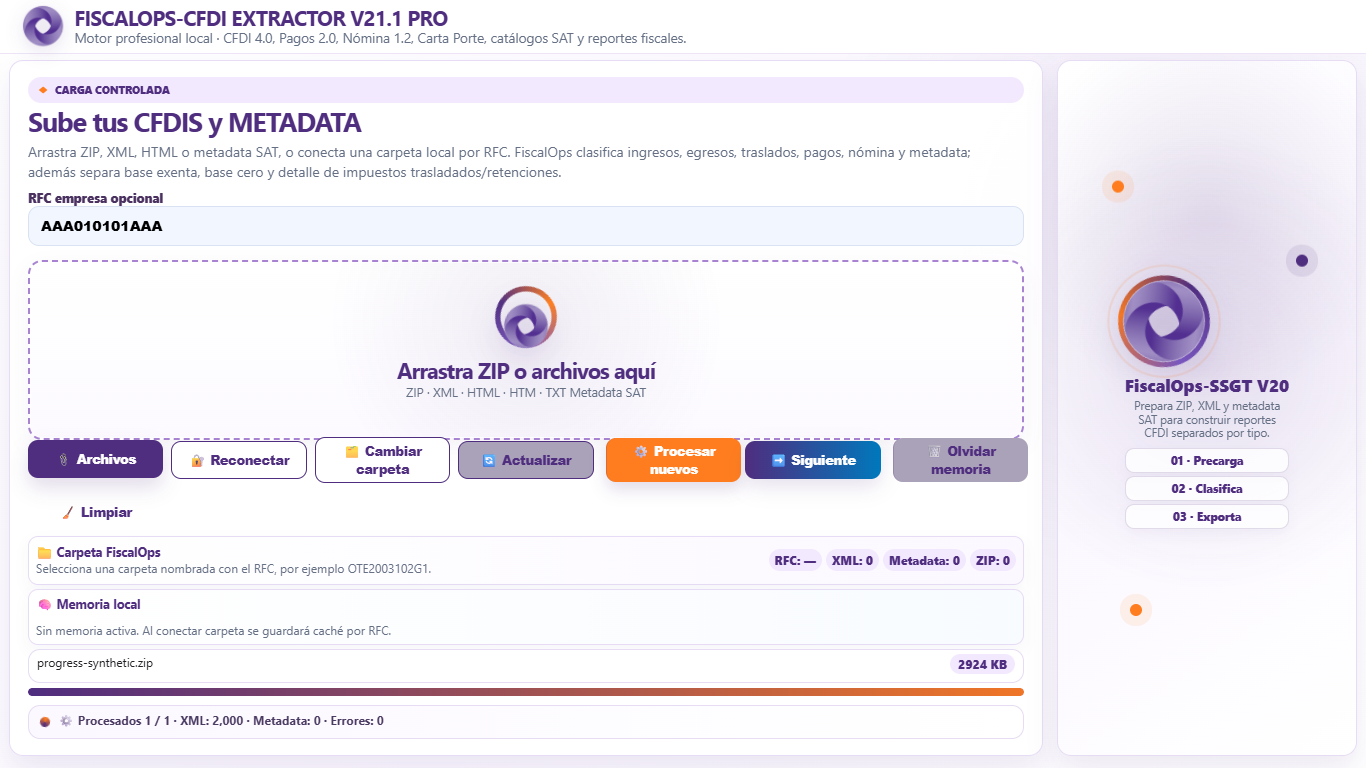 FISCALOPS-CFDI EXTRACTOR V21.1 PRO
Motor profesional local · CFDI 4.0, Pagos 2.0, Nómina 1.2, Carta Porte, catálogos SAT y reportes fiscales.
CARGA CONTROLADA
Sube tus CFDIS y METADATA
Arrastra ZIP, XML, HTML o metadata SAT, o conecta una carpeta local por RFC. FiscalOps clasifica ingresos, egresos, traslados, pagos, nómina y metadata;
además separa base exenta, base cero y detalle de impuestos trasladados/retenciones.
RFC empresa opcional
AAA010101AAA
Arrastra ZIP o archivos aquí
ZIP · XML · HTML · HTM · TXT Metadata SAT
Archivos
Reconectar
Cambiar
carpeta
Actualizar
Procesar
nuevos
Siguiente
Olvidar
memoria
Limpiar
Carpeta FiscalOps
Selecciona una carpeta nombrada con el RFC, por ejemplo OTE2003102G1.
RFC: — XML: 0 Metadata: 0 ZIP: 0
Memoria local
Sin memoria activa. Al conectar carpeta se guardará caché por RFC.
progress-synthetic.zip 2924 KB
Procesados 1 / 1 · XML: 2,000 · Metadata: 0 · Errores: 0
FiscalOps-SSGT V20
Prepara ZIP, XML y metadata
SAT para construir reportes
CFDI separados por tipo.
01 · Precarga
02 · Clasifica
03 · Exporta